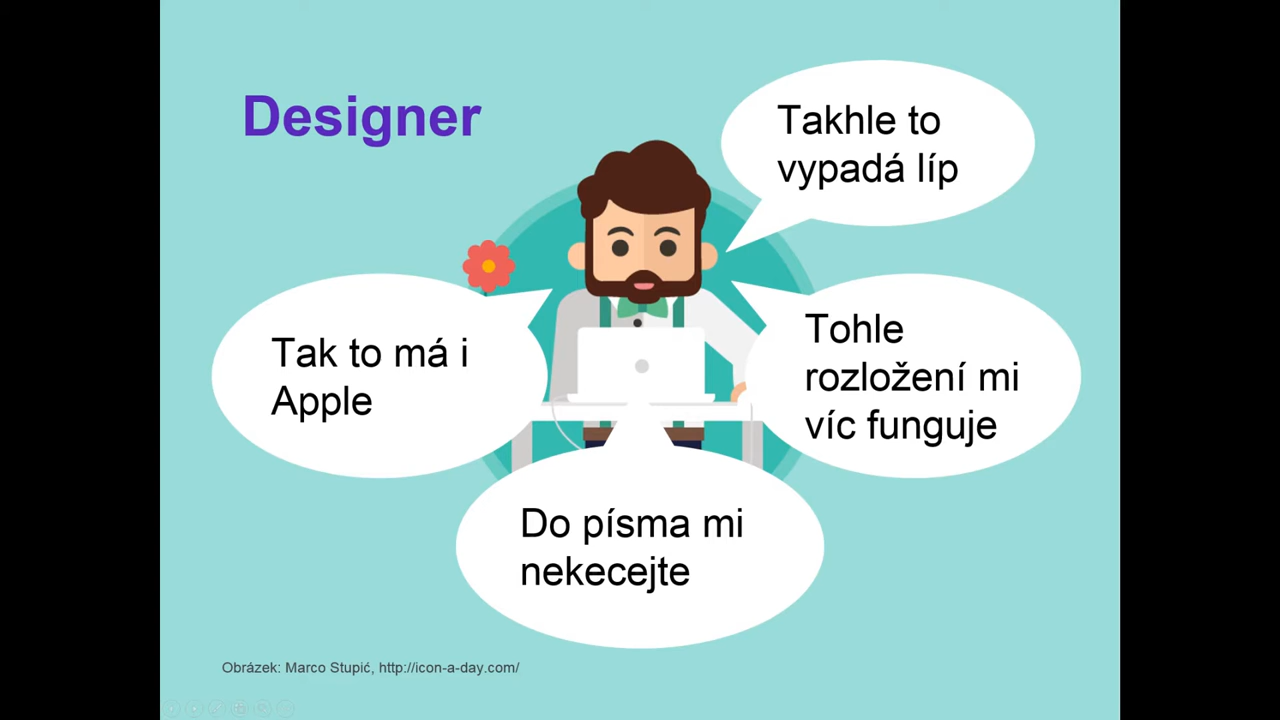 Designer
Takhle to
vypadá líp
Tak to má i
Apple
Tohle
rozložení mi
víc funguje
Do písma mi
nekecejte
Obrázek: Marco Stupić, http://icon-a-day.com/